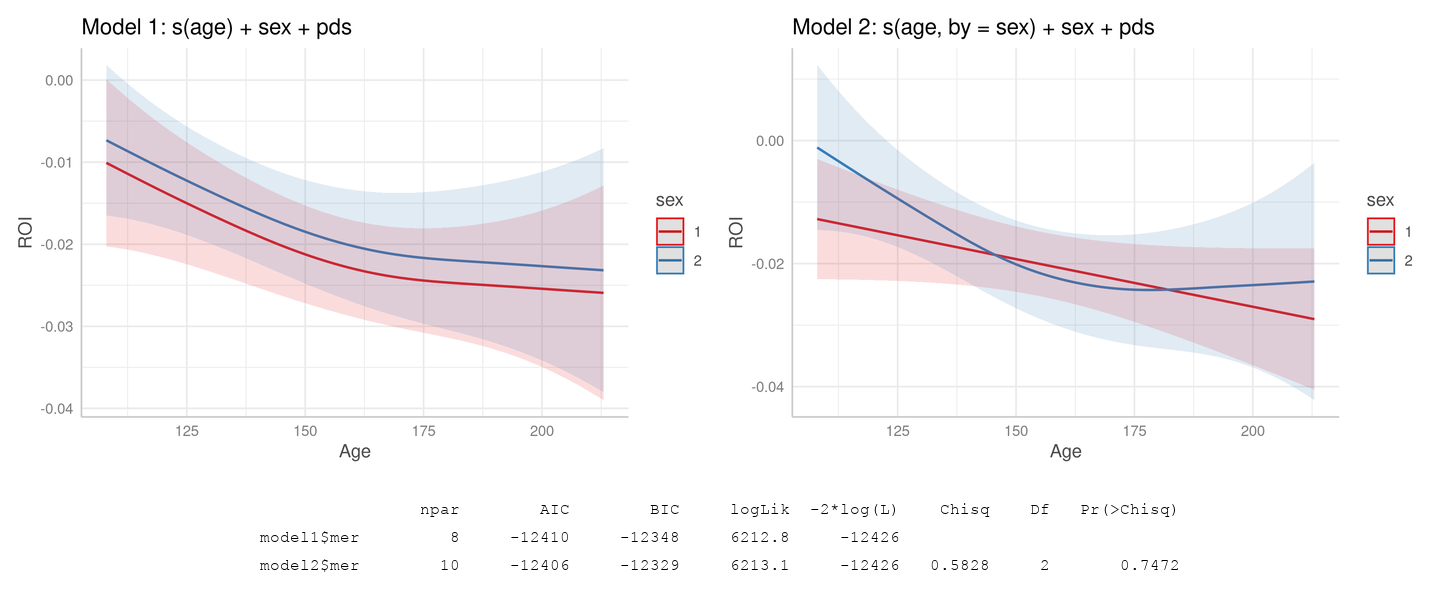 Model 1: s(age) + sex + pds
ROI
0.00
-0.01
-0.02
-0.03
-0.04
125 150 175 200
Age
sex
1
2
Model 2: s(age, by = sex) + sex + pds
ROI
0.00
-0.02
-0.04
125 150 175 200
Age
sex
1
2
npar AIC BIC logLik -2*log(L) Chisq Df Pr(>Chisq)
model1$mer 8 -12410 -12348 6212.8 -12426
model2$mer 10 -12406 -12329 6213.1 -12426 0.5828 2 0.7472